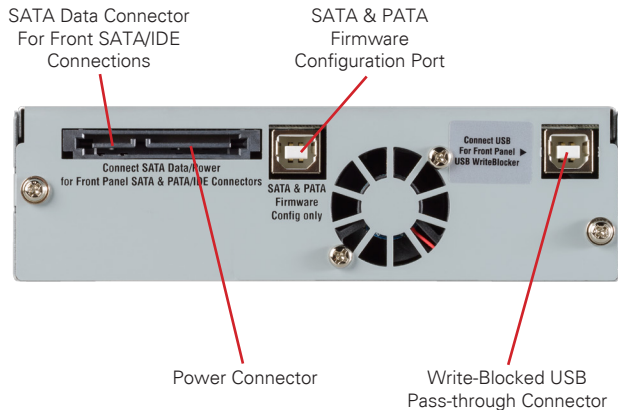 SATA Data Connector
For Front SATA/IDE
Connections
SATA & PATA
Firmware
Configuration Port
Connect SATA Data/Power
for Front Panel SATA & PATA/IDE Connectors
SATA & PATA
Firmware
Config only
Connect USB
For Front Panel ▶
USB WriteBlocker
Power Connector
Write-Blocked USB
Pass-through Connector